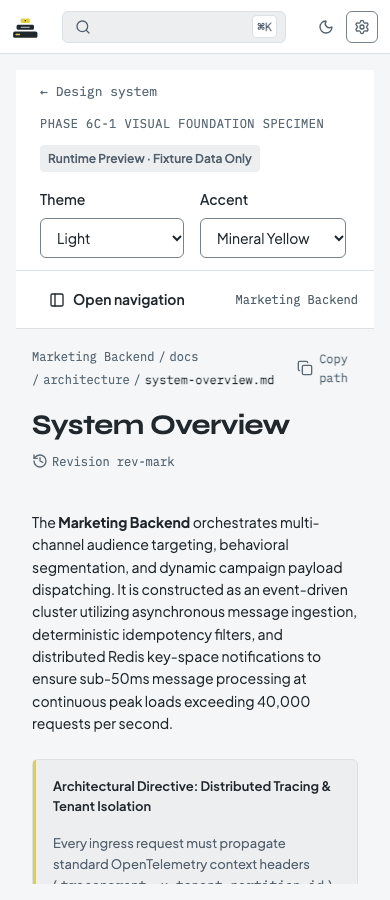 ⌘K
← Design system
PHASE 6C-1 VISUAL FOUNDATION SPECIMEN
Runtime Preview · Fixture Data Only
Theme Accent
Light Mineral Yellow
Open navigation Marketing Backend
Marketing Backend / docs
/ architecture / system-overview.md
Copy
path
System Overview
Revision rev-mark
The Marketing Backend orchestrates multi-
channel audience targeting, behavioral
segmentation, and dynamic campaign payload
dispatching. It is constructed as an event-driven
cluster utilizing asynchronous message ingestion,
deterministic idempotency filters, and
distributed Redis key-space notifications to
ensure sub-50ms message processing at
continuous peak loads exceeding 40,000
requests per second.
Architectural Directive: Distributed Tracing &
Tenant Isolation
Every ingress request must propagate
standard OpenTelemetry context headers